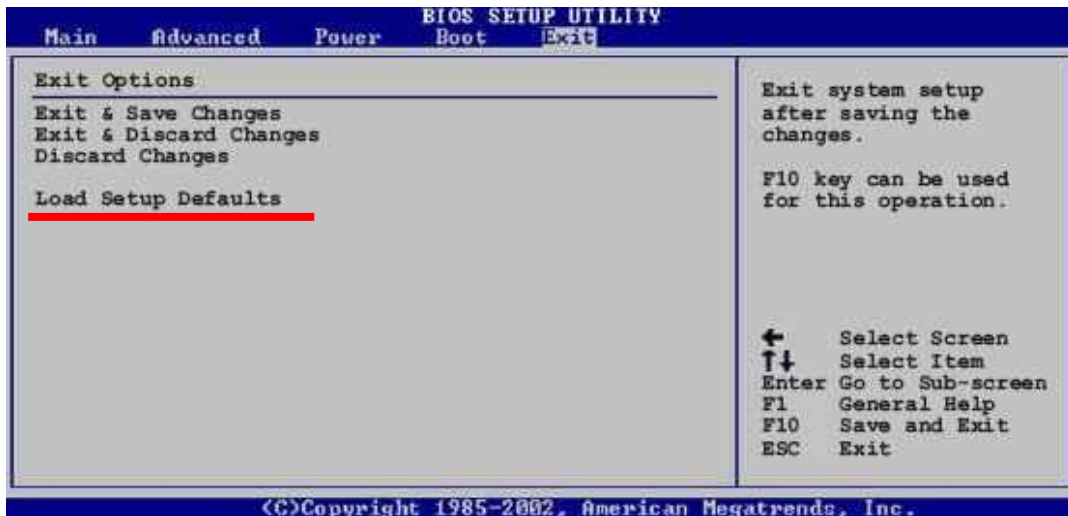 BIOS SETUP UTILITY
Main Advanced Power Boot Exit
Exit Options
Exit & Save Changes
Exit & Discard Changes
Discard Changes
Load Setup Defaults
Exit system setup
after saving the
changes.
F10 key can be used
for this operation.
← Select Screen
↑↓ Select Item
Enter Go to Sub-screen
F1 General Help
F10 Save and Exit
ESC Exit
(C)Copyright 1985-2002, American Megatrends, Inc.